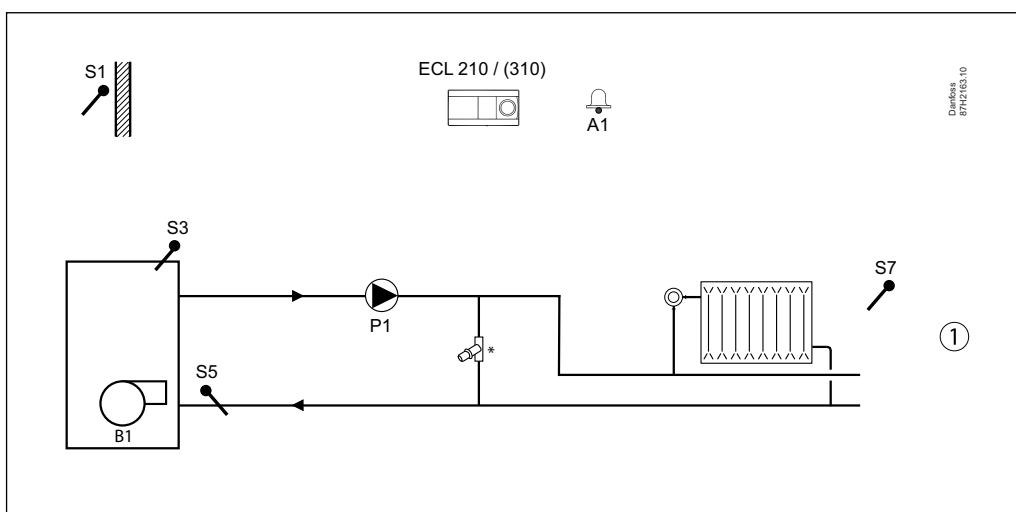 S1
ECL 210 / (310)
A1
Danfoss
87H2163.10
S3
P1
S7
*
1
S5
B1